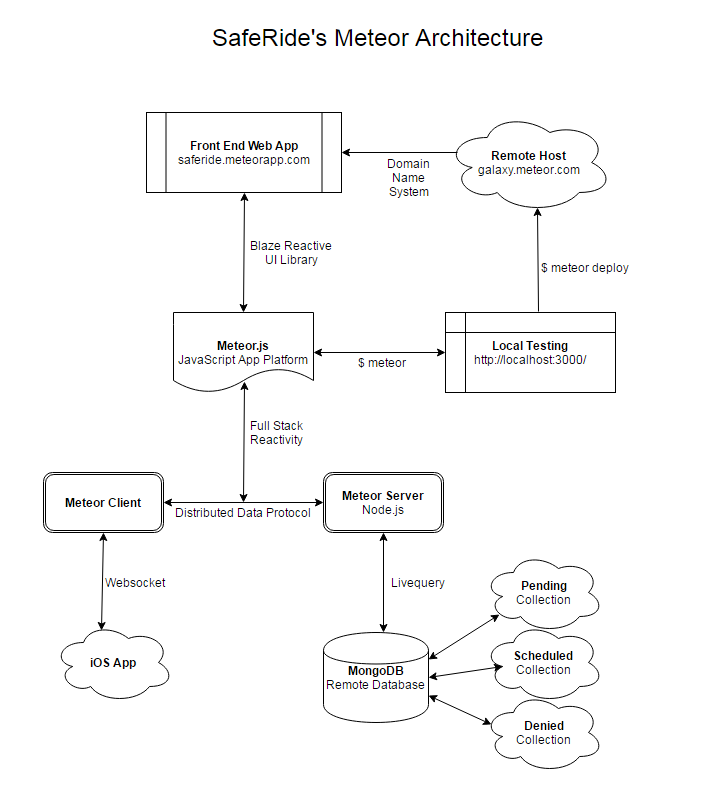 SafeRide's Meteor Architecture
Front End Web App
saferide.meteorapp.com
Domain
Name
System
Remote Host
galaxy.meteor.com
Blaze Reactive
UI Library
$ meteor deploy
Meteor.js
JavaScript App Platform
$ meteor
Local Testing
http://localhost:3000/
Full Stack
Reactivity
Meteor Client
Distributed Data Protocol
Meteor Server
Node.js
Websocket
Livequery
iOS App
MongoDB
Remote Database
Pending
Collection
Scheduled
Collection
Denied
Collection